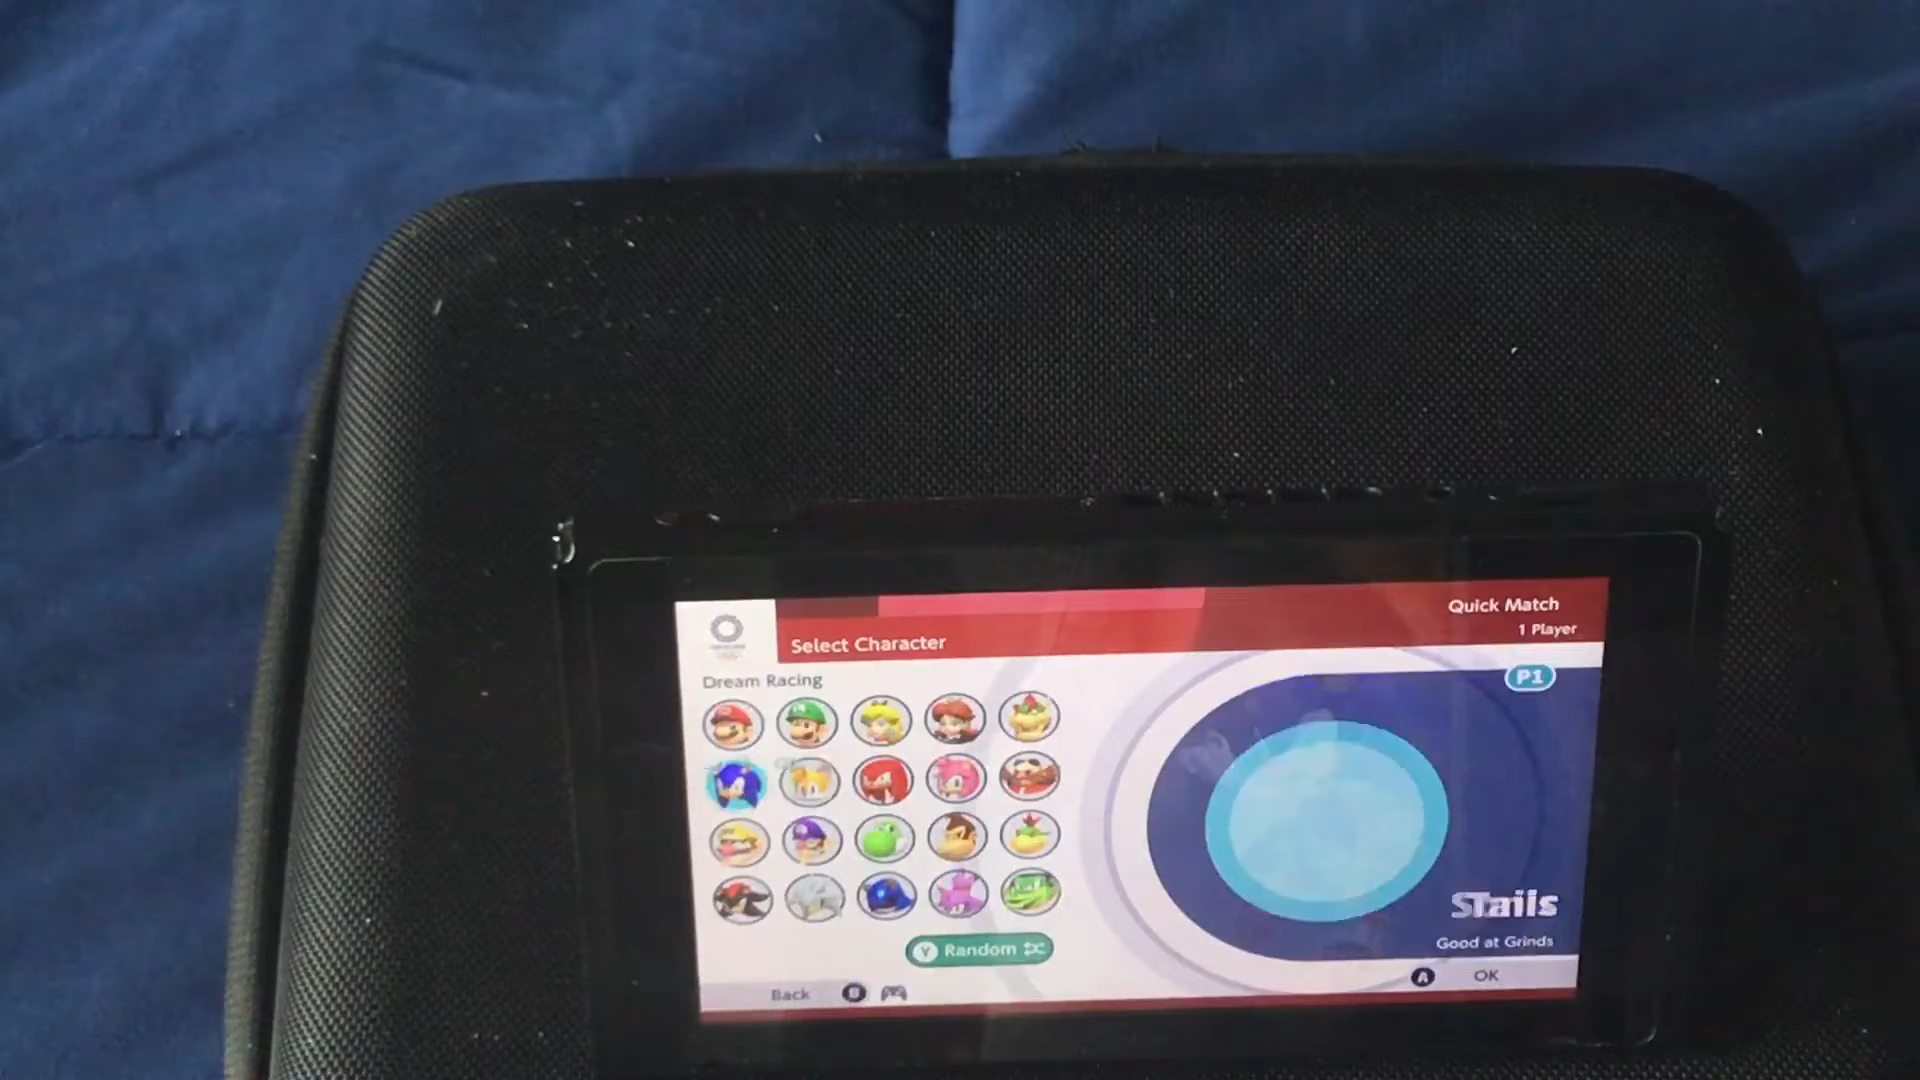 Quick Match
1 Player
Select Character
Dream Racing
P1
Tails
Good at Grinds
Y Random
Back B
A OK